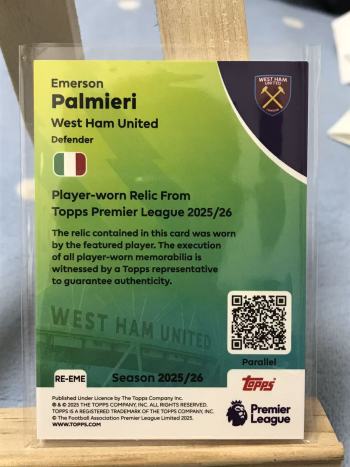 Emerson
Palmieri
West Ham United
Defender
WEST HAM
UNITED
LONDON
Player-worn Relic From
Topps Premier League 2025/26
The relic contained in this card was worn
by the featured player. The execution
of all player-worn memorabilia is
witnessed by a Topps representative
to guarantee authenticity.
WEST HAM UNITED
Parallel
RE-EME
Season 2025/26
Topps
Published Under Licence by The Topps Company Inc.
® & © 2025 THE TOPPS COMPANY, INC. ALL RIGHTS RESERVED.
TOPPS IS A REGISTERED TRADEMARK OF THE TOPPS COMPANY, INC.
© The Football Association Premier League Limited 2025.
WWW.TOPPS.COM
Premier
League